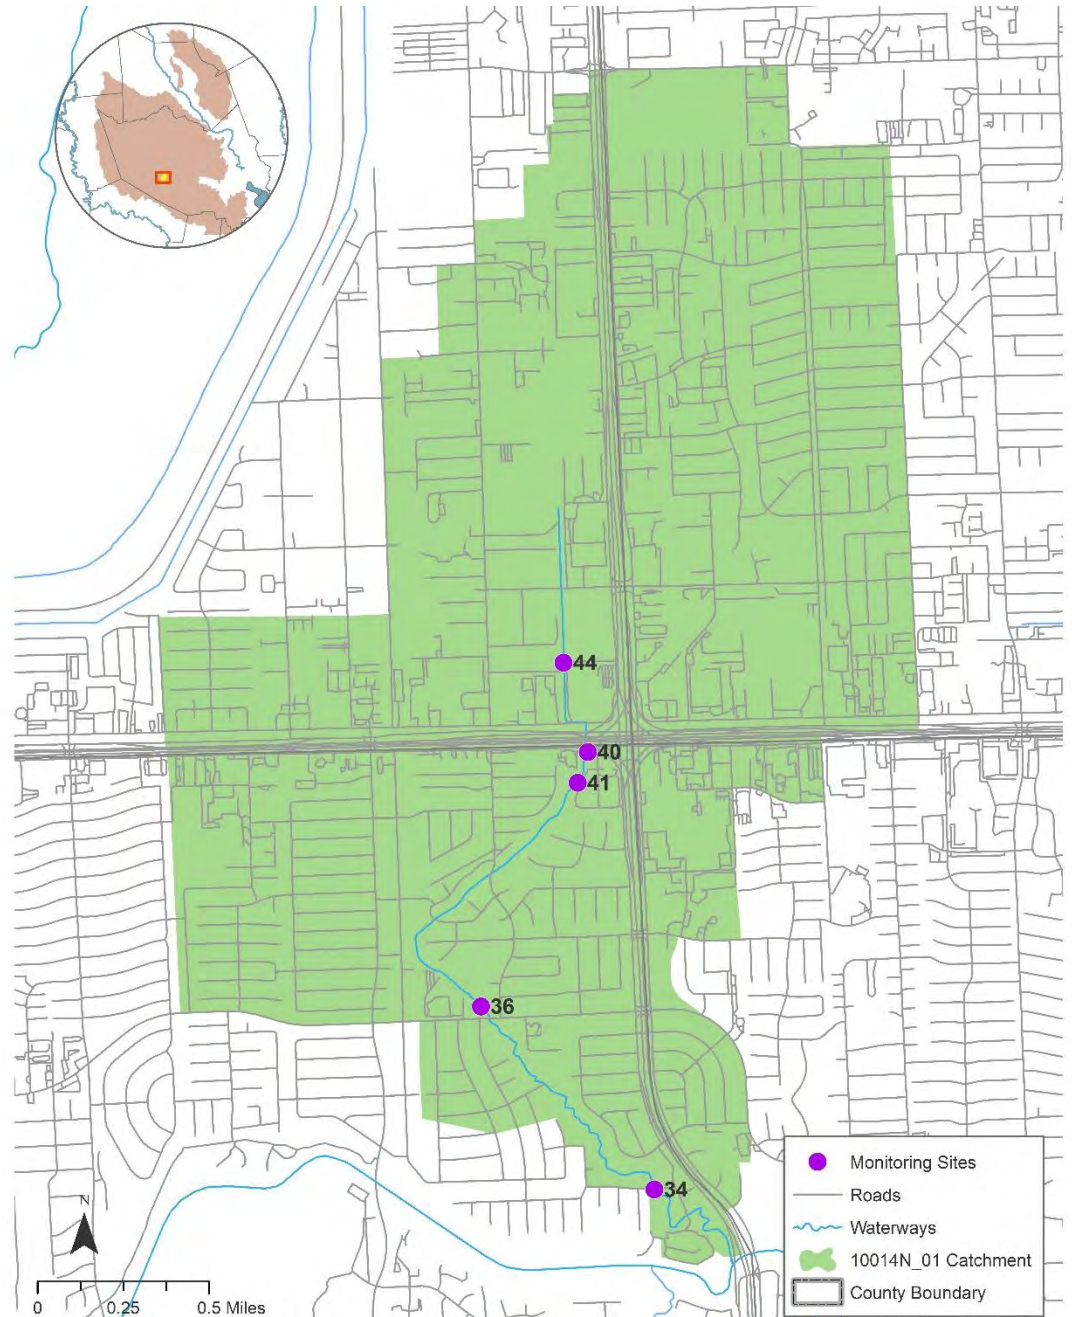 44
40
41
36
34
N
0 0.25 0.5 Miles
Monitoring Sites
Roads
Waterways
10014N_01 Catchment
County Boundary